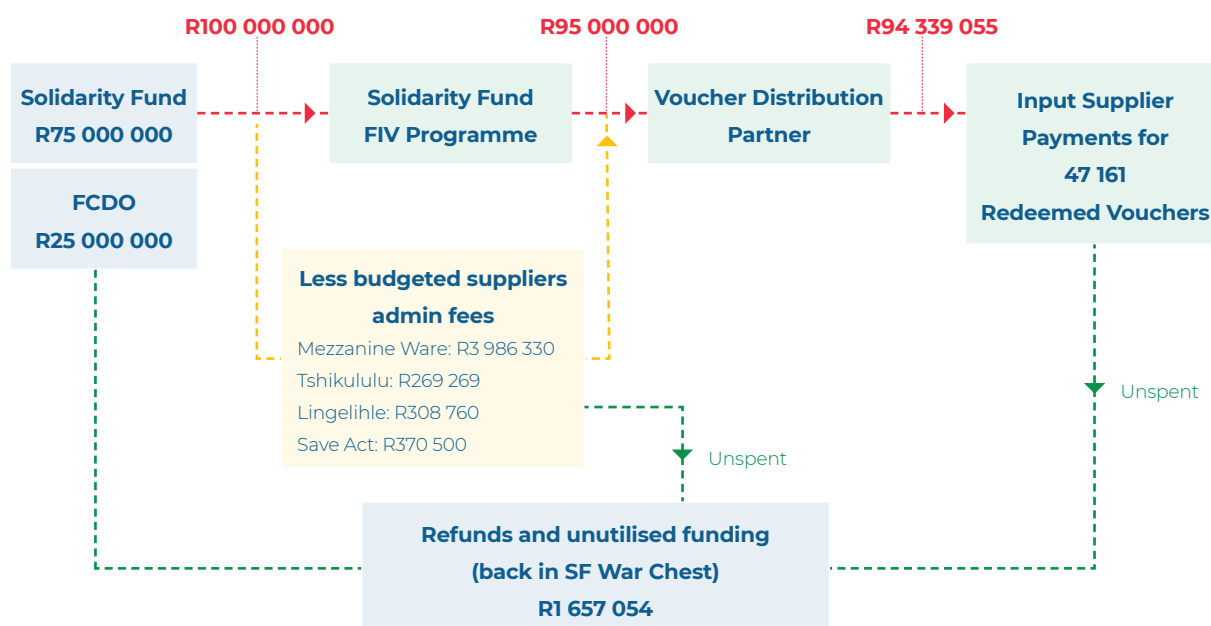 R100 000 000
R95 000 000
R94 339 055
Solidarity Fund
R75 000 000
FCDO
R25 000 000
Solidarity Fund
FIV Programme
Voucher Distribution
Partner
Input Supplier
Payments for
47 161
Redeemed Vouchers
Less budgeted suppliers
admin fees
Mezzanine Ware: R3 986 330
Tshikululu: R269 269
Lingelihle: R308 760
Save Act: R370 500
Unspent
Unspent
Refunds and unutilised funding
(back in SF War Chest)
R1 657 054